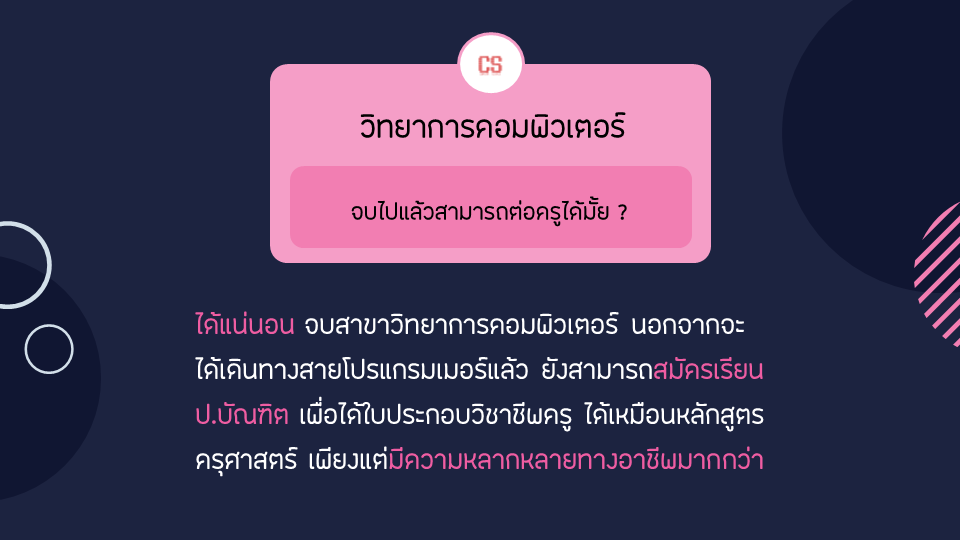 CS
วิทยาการคอมพิวเตอร์
จบไปแล้วสามารถต่อครูได้มั้ย ?
ได้แน่นอน จบสาขาวิทยาการคอมพิวเตอร์ นอกจากจะ
ได้เดินทางสายโปรแกรมเมอร์แล้ว ยังสามารถสมัครเรียน
ป.บัณฑิต เพื่อได้ใบประกอบวิชาชีพครู ได้เหมือนหลักสูตร
ครุศาสตร์ เพียงแต่มีความหลากหลายทางอาชีพมากกว่า